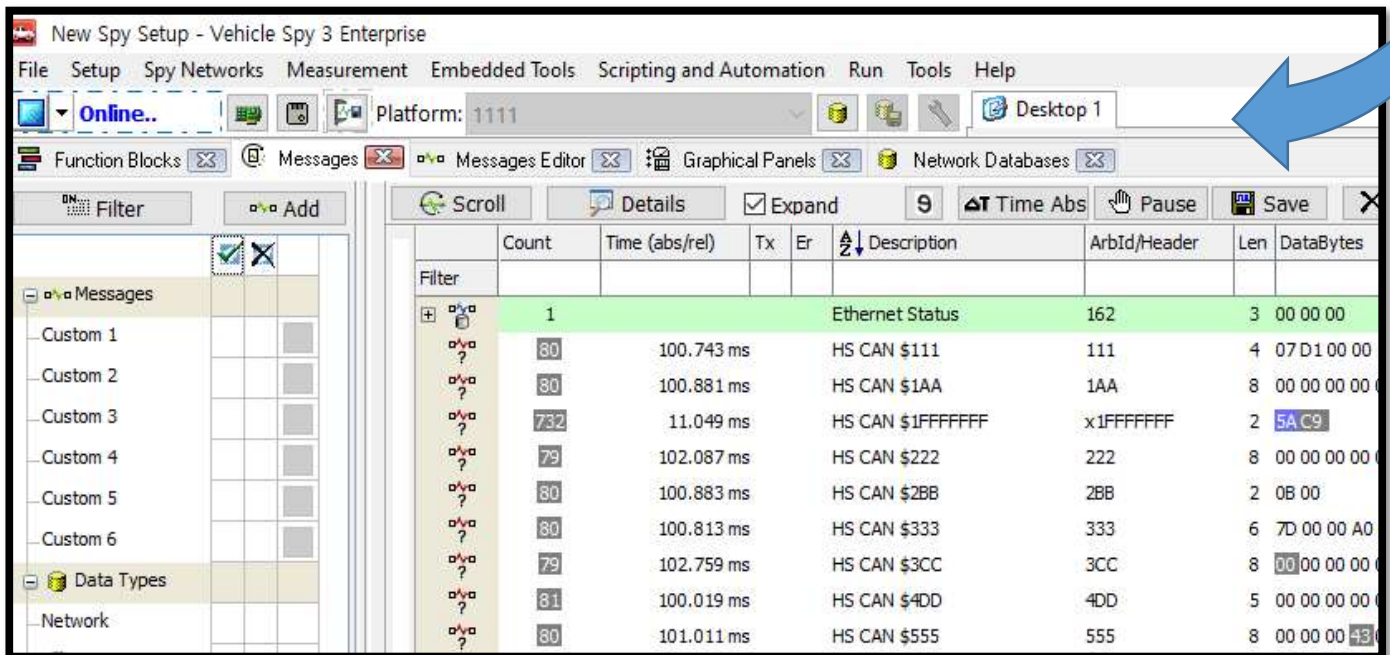 New Spy Setup - Vehicle Spy 3 Enterprise
File Setup Spy Networks Measurement Embedded Tools Scripting and Automation Run Tools Help
Online.. Platform: 1111 Desktop 1
Function Blocks Messages Messages Editor Graphical Panels Network Databases
Filter Add Scroll Details Expand ΔT Time Abs Pause Save
Count Time (abs/rel) Tx Er Description ArbId/Header Len DataBytes
Filter
Messages
1 Ethernet Status 162 3 00 00 00
Custom 1
80 100.743 ms HS CAN $111 111 4 07 D1 00 00
Custom 2
80 100.881 ms HS CAN $1AA 1AA 8 00 00 00 00
Custom 3
732 11.049 ms HS CAN $1FFFFFFF x1FFFFFFF 2 5A C9
Custom 4
79 102.087 ms HS CAN $222 222 8 00 00 00 00
Custom 5
80 100.883 ms HS CAN $2BB 2BB 2 0B 00
Custom 6
80 100.813 ms HS CAN $333 333 6 7D 00 00 A0
Data Types
79 102.759 ms HS CAN $3CC 3CC 8 00 00 00 00
81 100.019 ms HS CAN $4DD 4DD 5 00 00 00 00
Network
80 101.011 ms HS CAN $555 555 8 00 00 00 43